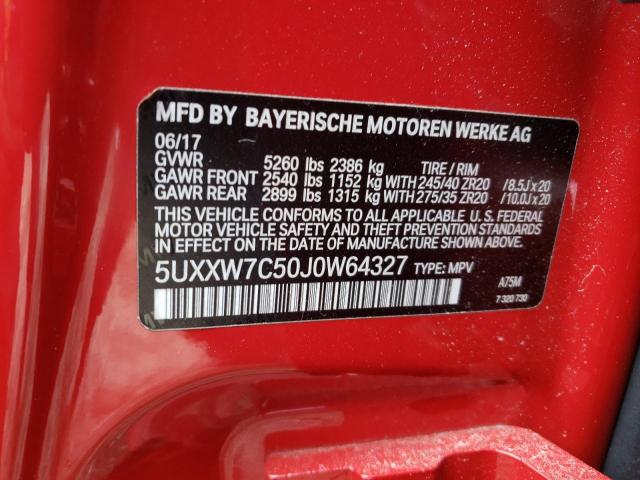 MFD BY BAYERISCHE MOTOREN WERKE AG
06/17
GVWR 5260 lbs 2386 kg TIRE / RIM
GAWR FRONT 2540 lbs 1152 kg WITH 245/40 ZR20 / 8.5J x 20
GAWR REAR 2899 lbs 1315 kg WITH 275/35 ZR20 / 10.0J x 20
THIS VEHICLE CONFORMS TO ALL APPLICABLE U. S. FEDERAL
MOTOR VEHICLE SAFETY AND THEFT PREVENTION STANDARDS
IN EFFECT ON THE DATE OF MANUFACTURE SHOWN ABOVE.
5UXXW7C50J0W64327 TYPE: MPV A75M
7 320 730